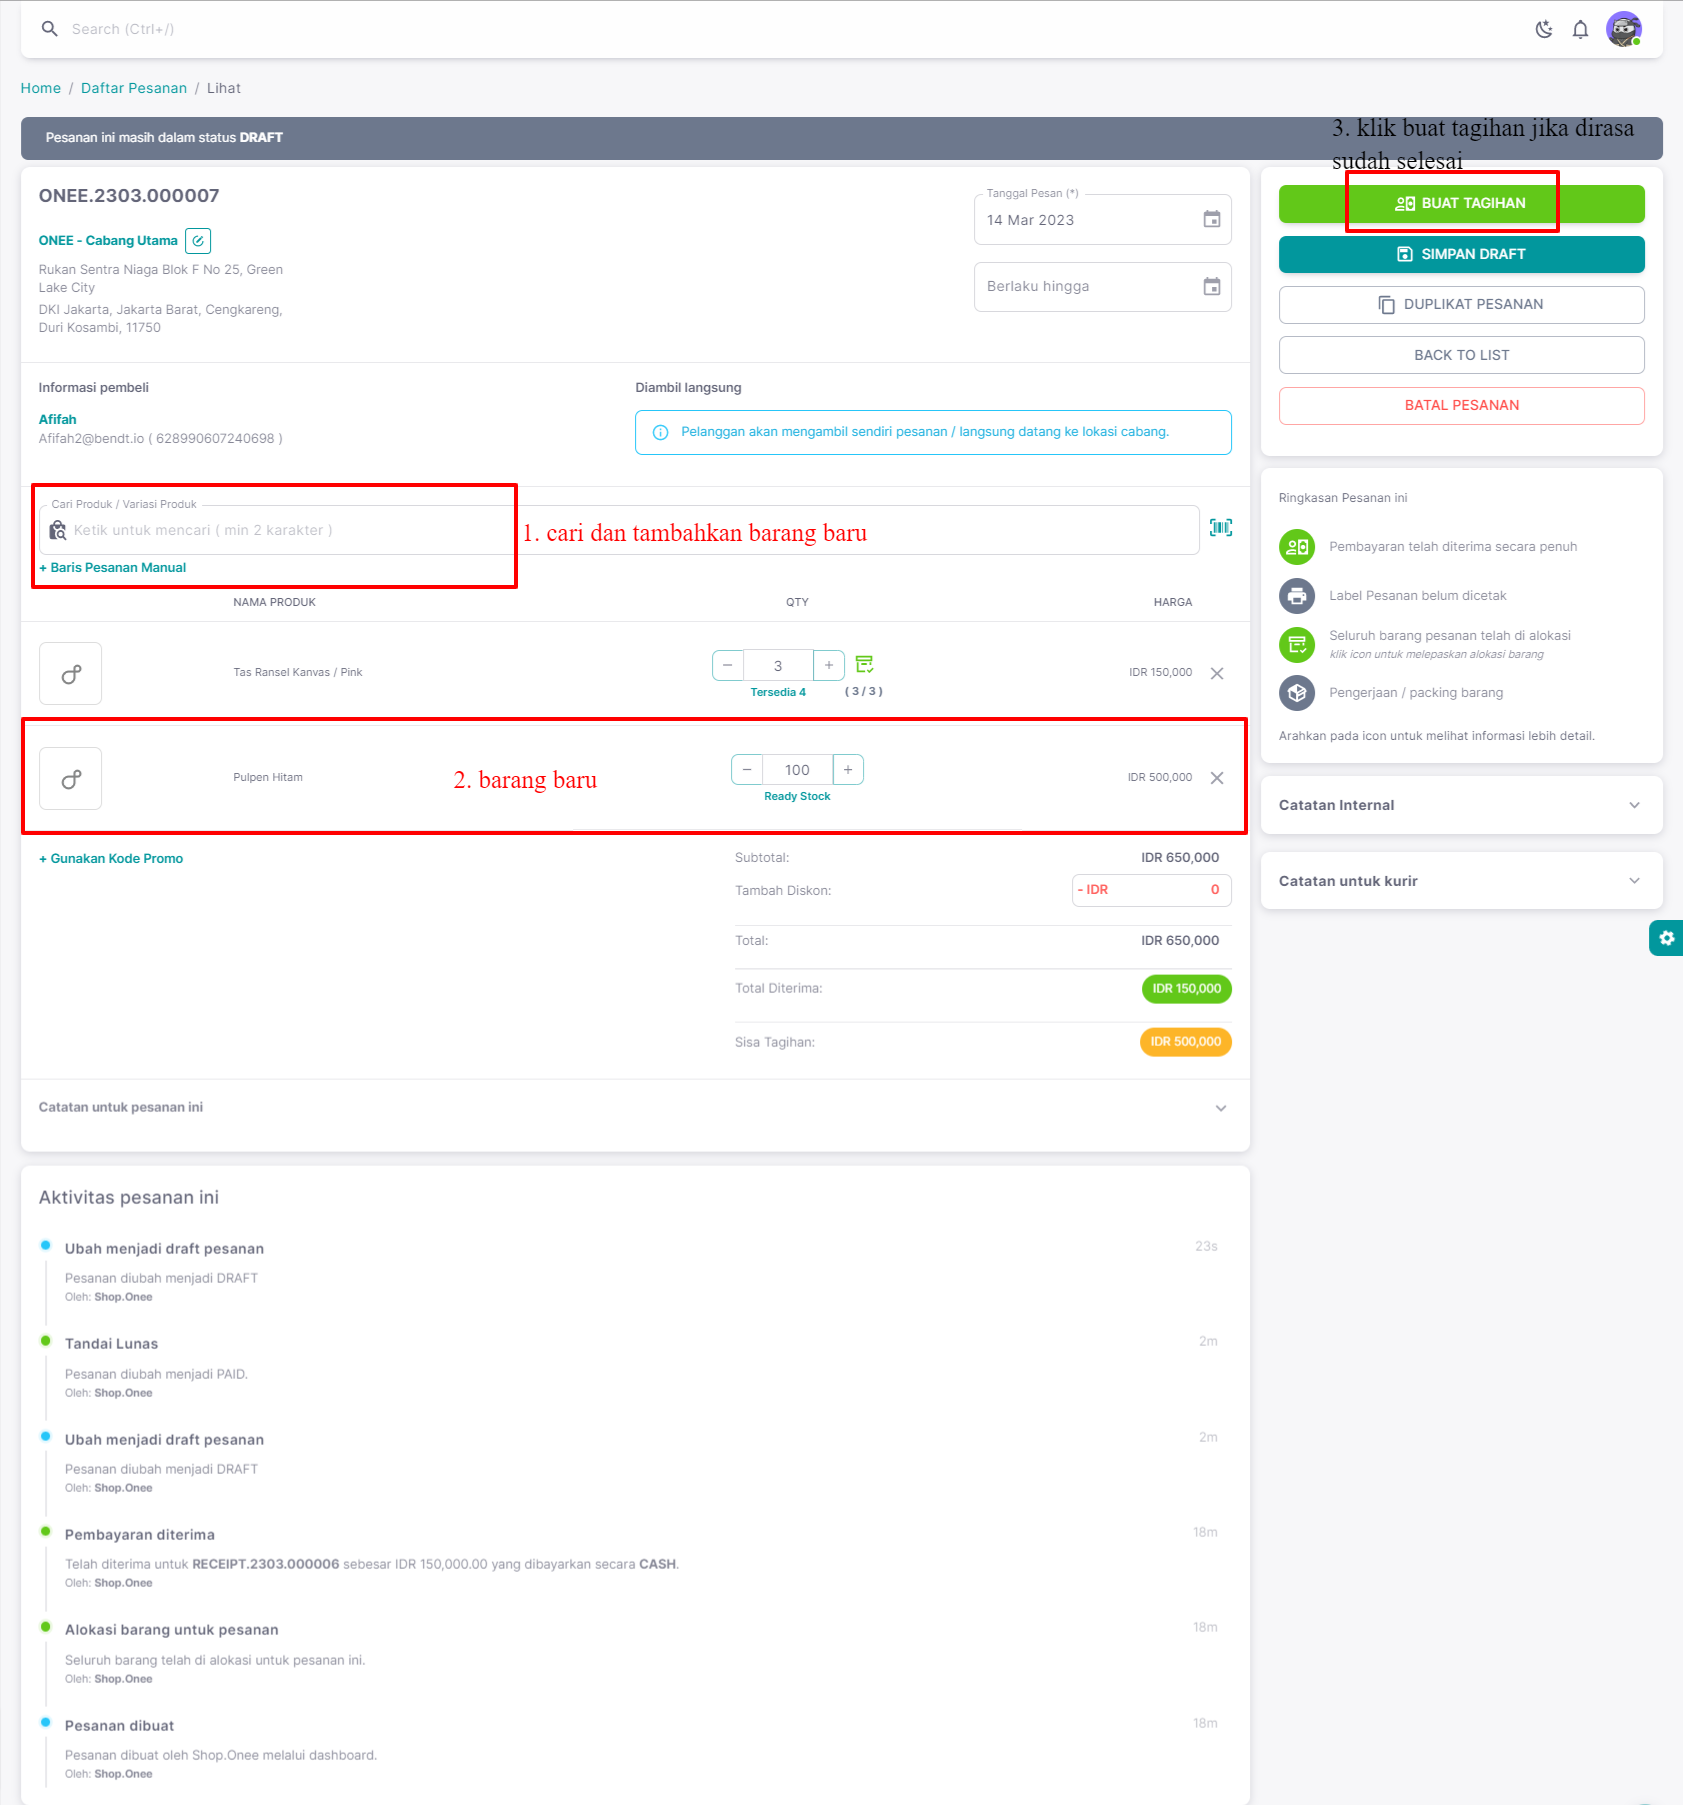 Search (Ctrl+/)
Home / Daftar Pesanan / Lihat
Pesanan ini masih dalam status DRAFT
3. klik buat tagihan jika dirasa
sudah selesai
ONEE.2303.000007
ONEE - Cabang Utama
Rukan Sentra Niaga Blok F No 25, Green
Lake City
DKI Jakarta, Jakarta Barat, Cengkareng,
Duri Kosambi, 11750
Tanggal Pesan (*)
14 Mar 2023
Berlaku hingga
BUAT TAGIHAN
SIMPAN DRAFT
DUPLIKAT PESANAN
BACK TO LIST
BATAL PESANAN
Informasi pembeli
Afifah
Afifah2@bendt.io ( 628990607240698 )
Diambil langsung
Pelanggan akan mengambil sendiri pesanan / langsung datang ke lokasi cabang.
Cari Produk / Variasi Produk
Ketik untuk mencari ( min 2 karakter )
1. cari dan tambahkan barang baru
+ Baris Pesanan Manual
NAMA PRODUK QTY HARGA
Tas Ransel Kanvas / Pink − 3 + IDR 150,000
Tersedia 4 ( 3 / 3 )
Pulpen Hitam 2. barang baru − 100 + IDR 500,000
Ready Stock
+ Gunakan Kode Promo
Subtotal: IDR 650,000
Tambah Diskon: - IDR 0
Total: IDR 650,000
Total Diterima: IDR 150,000
Sisa Tagihan: IDR 500,000
Catatan untuk pesanan ini
Ringkasan Pesanan ini
Pembayaran telah diterima secara penuh
Label Pesanan belum dicetak
Seluruh barang pesanan telah di alokasi
klik icon untuk melepaskan alokasi barang
Pengerjaan / packing barang
Arahkan pada icon untuk melihat informasi lebih detail.
Catatan Internal
Catatan untuk kurir
Aktivitas pesanan ini
Ubah menjadi draft pesanan 23s
Pesanan diubah menjadi DRAFT
Oleh: Shop.Onee
Tandai Lunas 2m
Pesanan diubah menjadi PAID.
Oleh: Shop.Onee
Ubah menjadi draft pesanan 2m
Pesanan diubah menjadi DRAFT
Oleh: Shop.Onee
Pembayaran diterima 18m
Telah diterima untuk RECEIPT.2303.000006 sebesar IDR 150,000.00 yang dibayarkan secara CASH.
Oleh: Shop.Onee
Alokasi barang untuk pesanan 18m
Seluruh barang telah di alokasi untuk pesanan ini.
Oleh: Shop.Onee
Pesanan dibuat 18m
Pesanan dibuat oleh Shop.Onee melalui dashboard.
Oleh: Shop.Onee